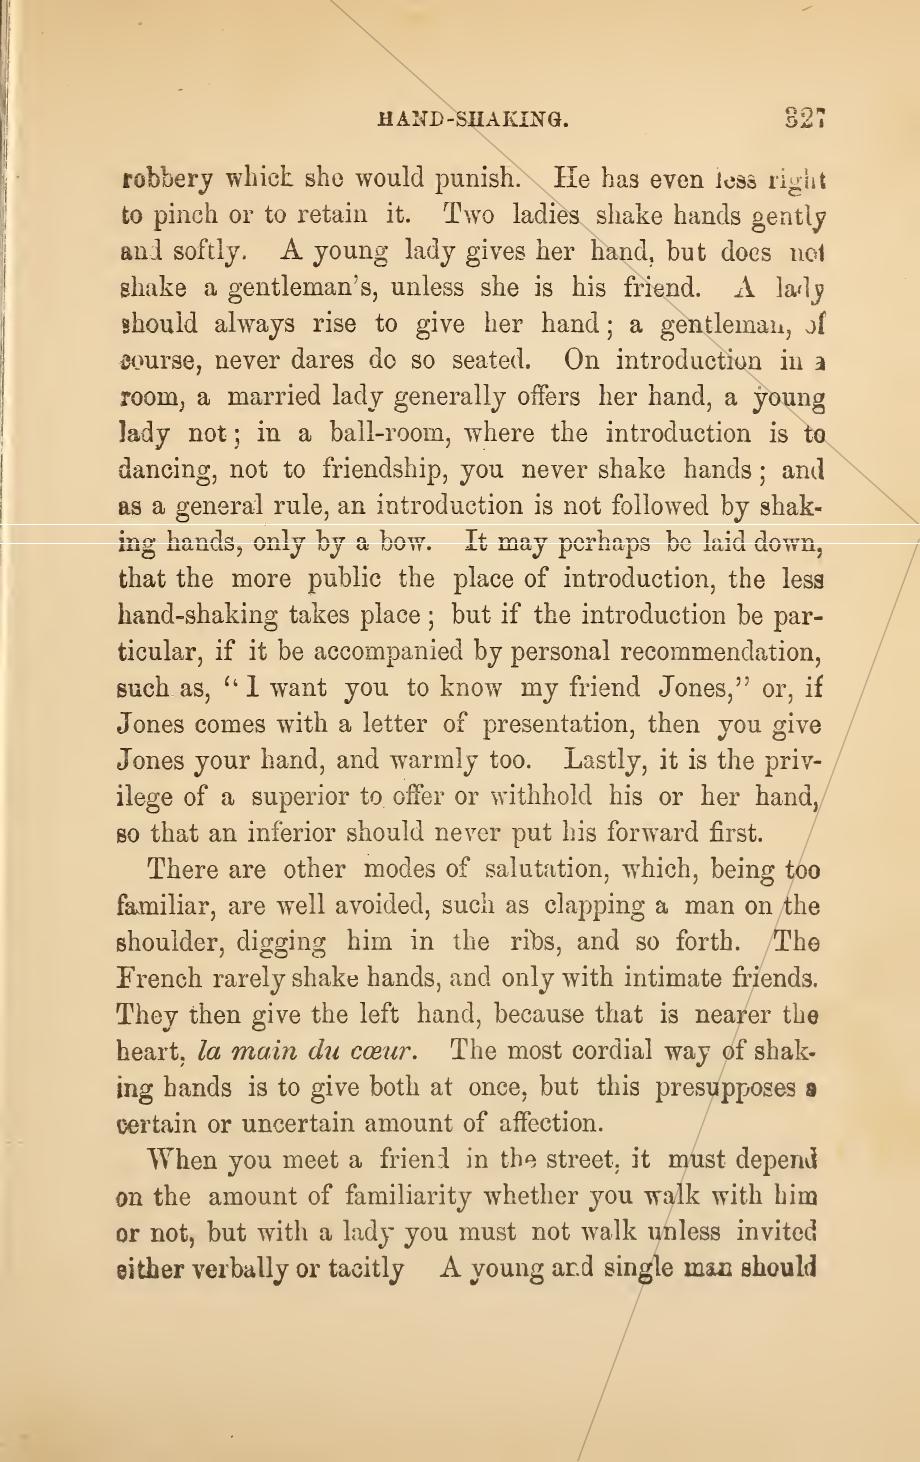 HAND-SHAKING. 327
robbery which she would punish. He has even less right
to pinch or to retain it. Two ladies shake hands gently
and softly. A young lady gives her hand, but does not
shake a gentleman's, unless she is his friend. A lady
should always rise to give her hand; a gentleman, of
course, never dares do so seated. On introduction in a
room, a married lady generally offers her hand, a young
lady not; in a ball-room, where the introduction is to
dancing, not to friendship, you never shake hands; and
as a general rule, an introduction is not followed by shak-
ing hands, only by a bow. It may perhaps be laid down,
that the more public the place of introduction, the less
hand-shaking takes place; but if the introduction be par-
ticular, if it be accompanied by personal recommendation,
such as, "I want you to know my friend Jones," or, if
Jones comes with a letter of presentation, then you give
Jones your hand, and warmly too. Lastly, it is the priv-
ilege of a superior to offer or withhold his or her hand,
so that an inferior should never put his forward first.
There are other modes of salutation, which, being too
familiar, are well avoided, such as clapping a man on the
shoulder, digging him in the ribs, and so forth. The
French rarely shake hands, and only with intimate friends.
They then give the left hand, because that is nearer the
heart, la main du cœur. The most cordial way of shak-
ing hands is to give both at once, but this presupposes a
certain or uncertain amount of affection.
When you meet a friend in the street, it must depend
on the amount of familiarity whether you walk with him
or not, but with a lady you must not walk unless invited
either verbally or tacitly A young and single man should